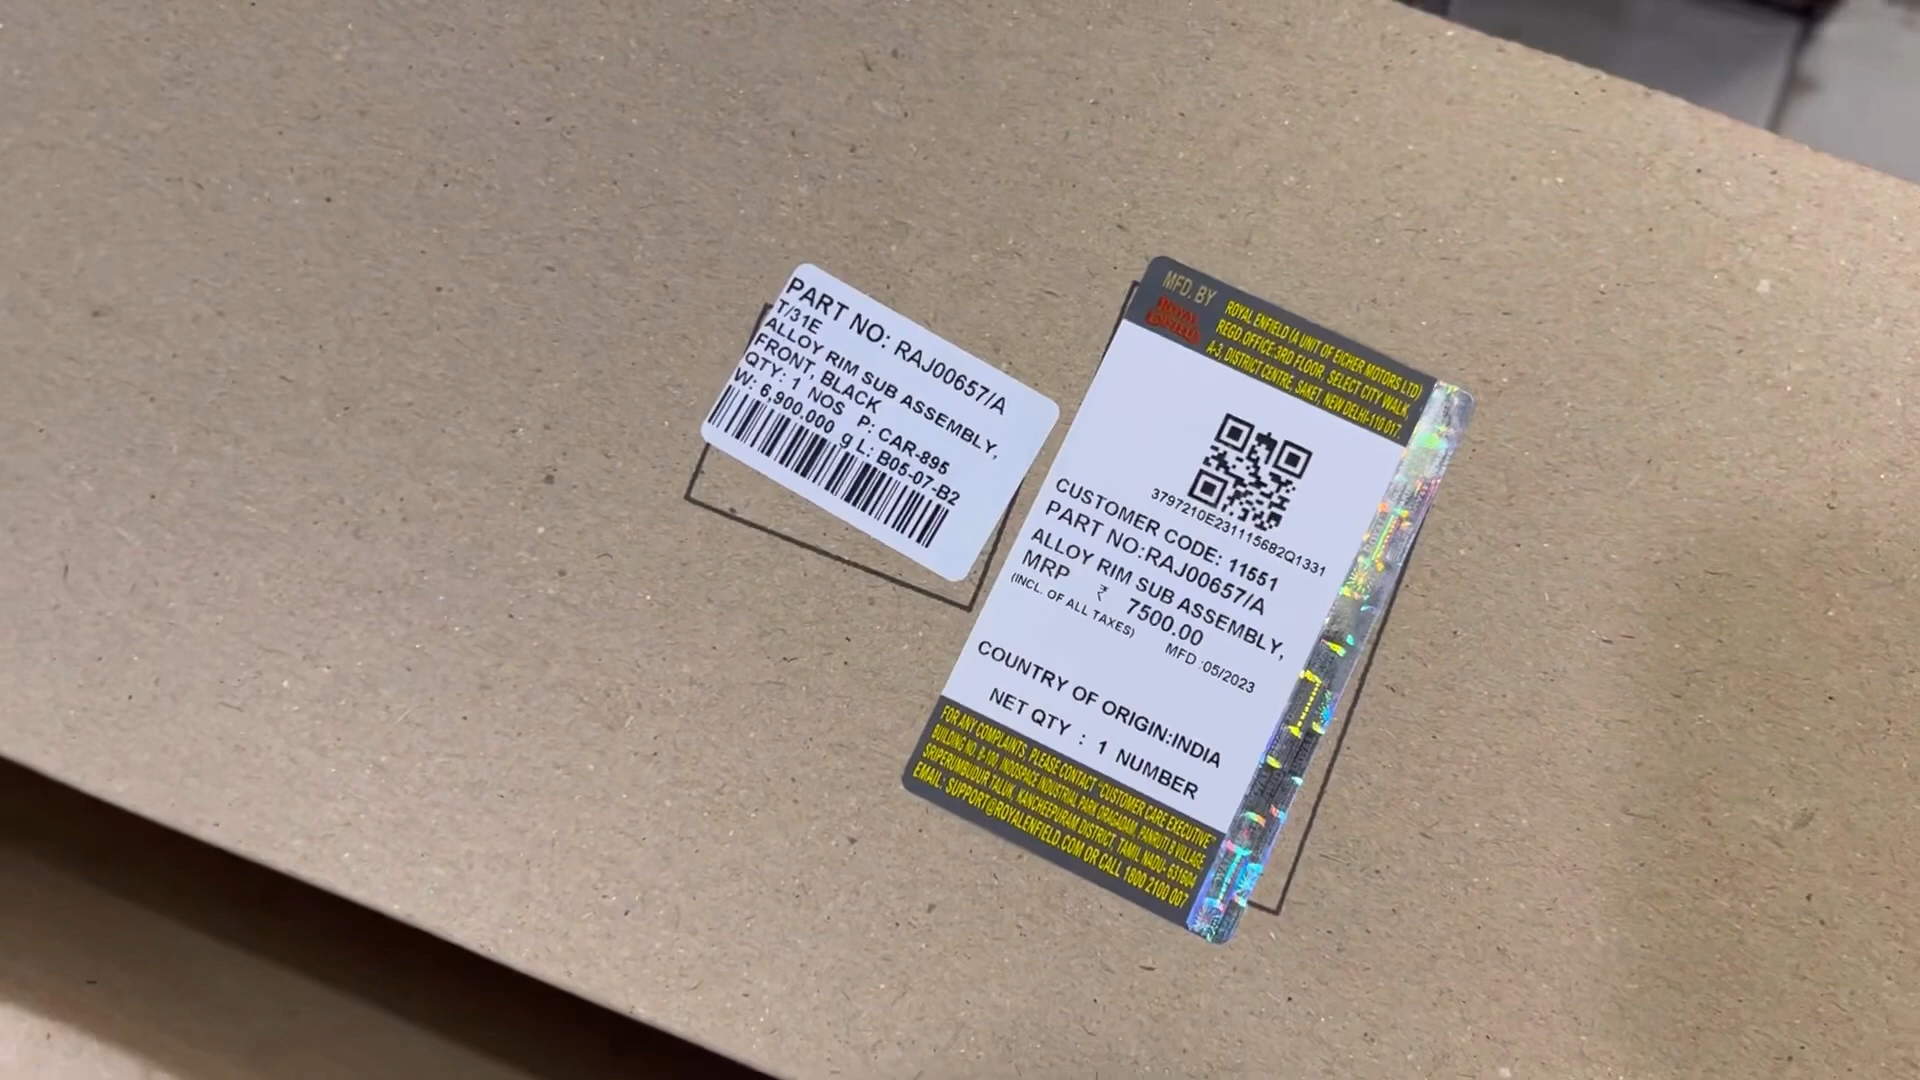 PART NO: RAJ00657/A
T/31E
ALLOY RIM SUB ASSEMBLY,
FRONT, BLACK
QTY: 1 NOS P: CAR-895
W: 6,900.000 g L: B05-07-B2
MFD. BY
ROYAL
ENFIELD
ROYAL ENFIELD (A UNIT OF EICHER MOTORS LTD)
REGD.OFFICE:3RD FLOOR, SELECT CITY WALK,
A-3, DISTRICT CENTRE, SAKET, NEW DELHI-110 017.
3797210E2311156B2Q1331
CUSTOMER CODE: 11551
PART NO:RAJ00657/A
ALLOY RIM SUB ASSEMBLY,
MRP ₹ 7500.00
(INCL. OF ALL TAXES)
MFD :05/2023
COUNTRY OF ORIGIN:INDIA
NET QTY : 1 NUMBER
FOR ANY COMPLAINTS, PLEASE CONTACT "CUSTOMER CARE EXECUTIVE"
BUILDING NO. B-100, INDOSPACE INDUSTRIAL PARK ORAGADAM, PANRUTI B VILLAGE,
SRIPERUMBUDUR TALUK, KANCHEEPURAM DISTRICT, TAMIL NADU- 631604
EMAIL: SUPPORT@ROYALENFIELD.COM OR CALL 1800 2100 007